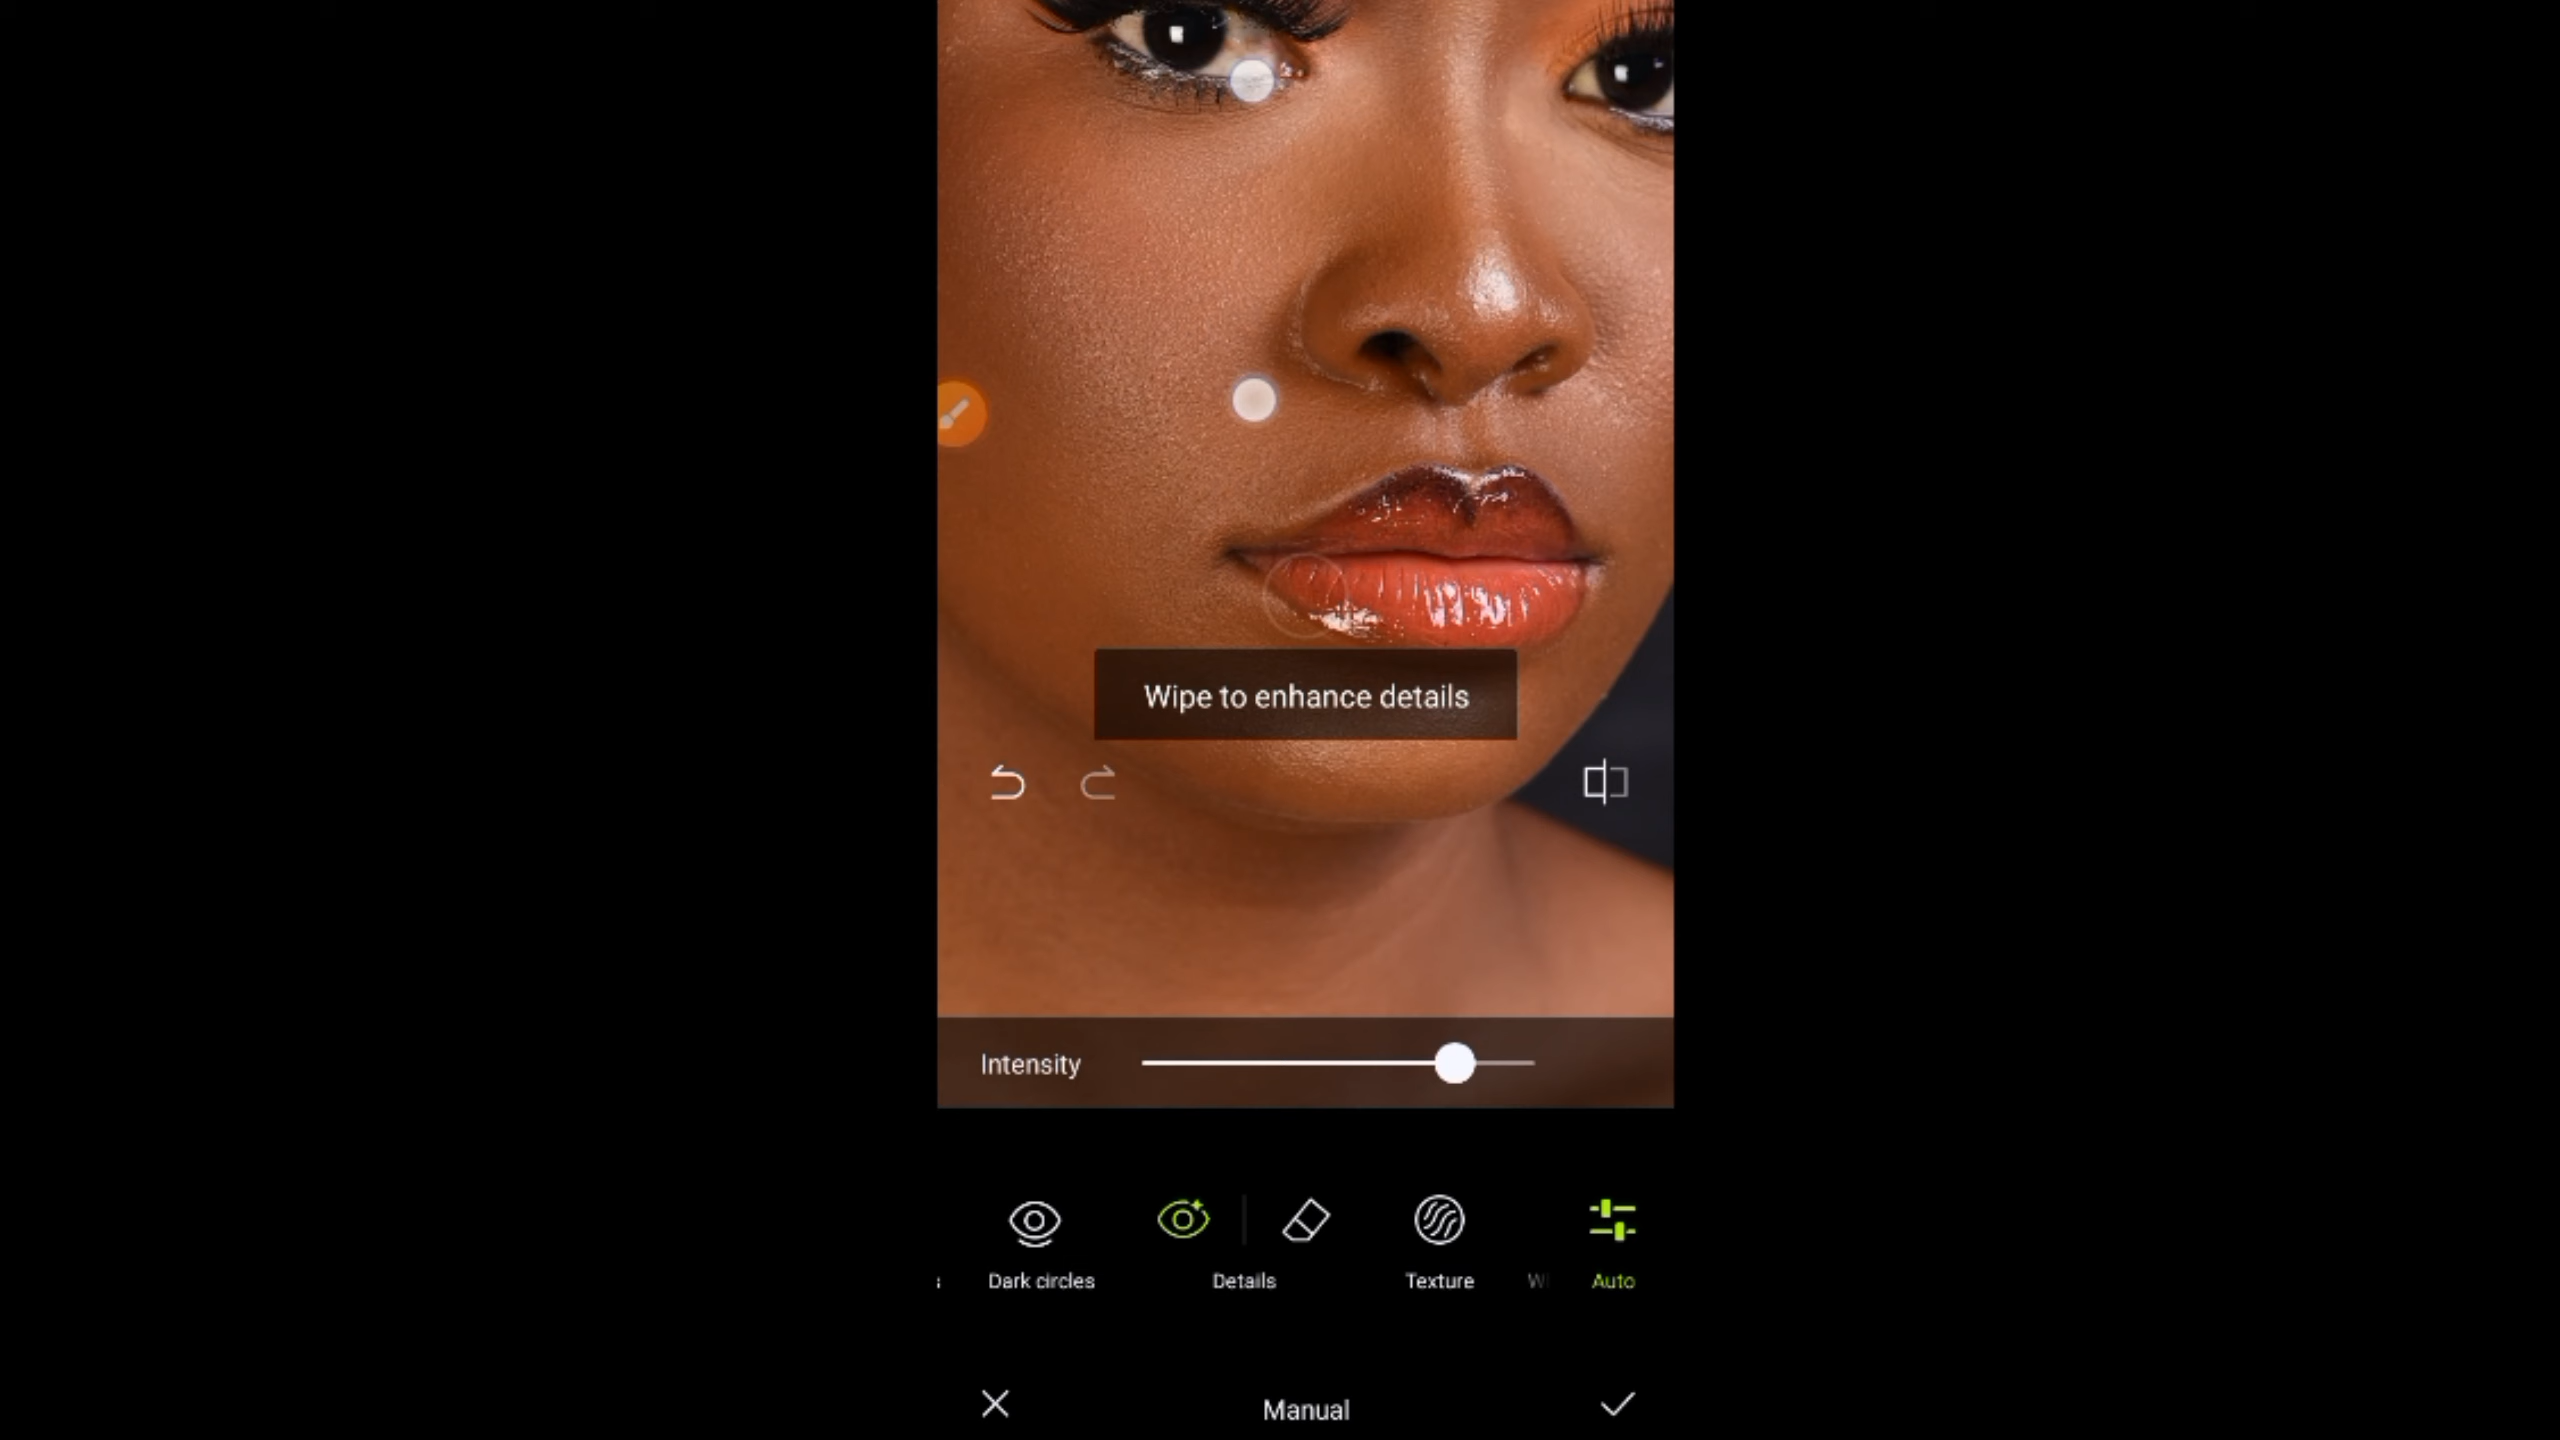 Wipe to enhance details
Intensity
Dark circles
Details
Texture
Auto
Manual